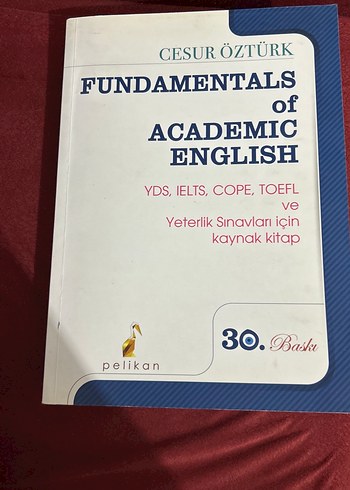 CESUR ÖZTÜRK
FUNDAMENTALS
of
ACADEMIC
ENGLISH
YDS, IELTS, COPE, TOEFL
ve
Yeterlik Sınavları için
kaynak kitap
30. Baskı
pelikan